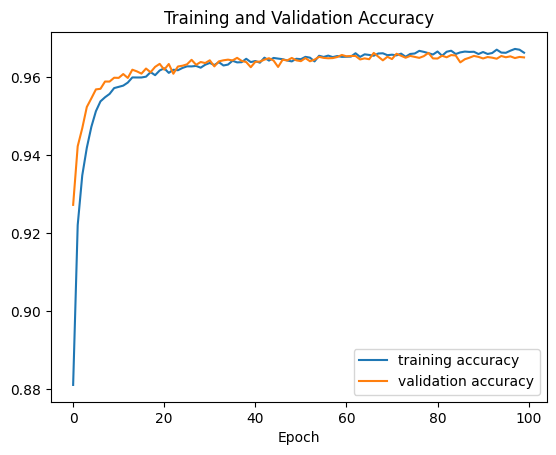 Training and Validation Accuracy
0.96
0.94
0.92
0.90
0.88
0
20
40
60
80
100
Epoch
training accuracy
validation accuracy